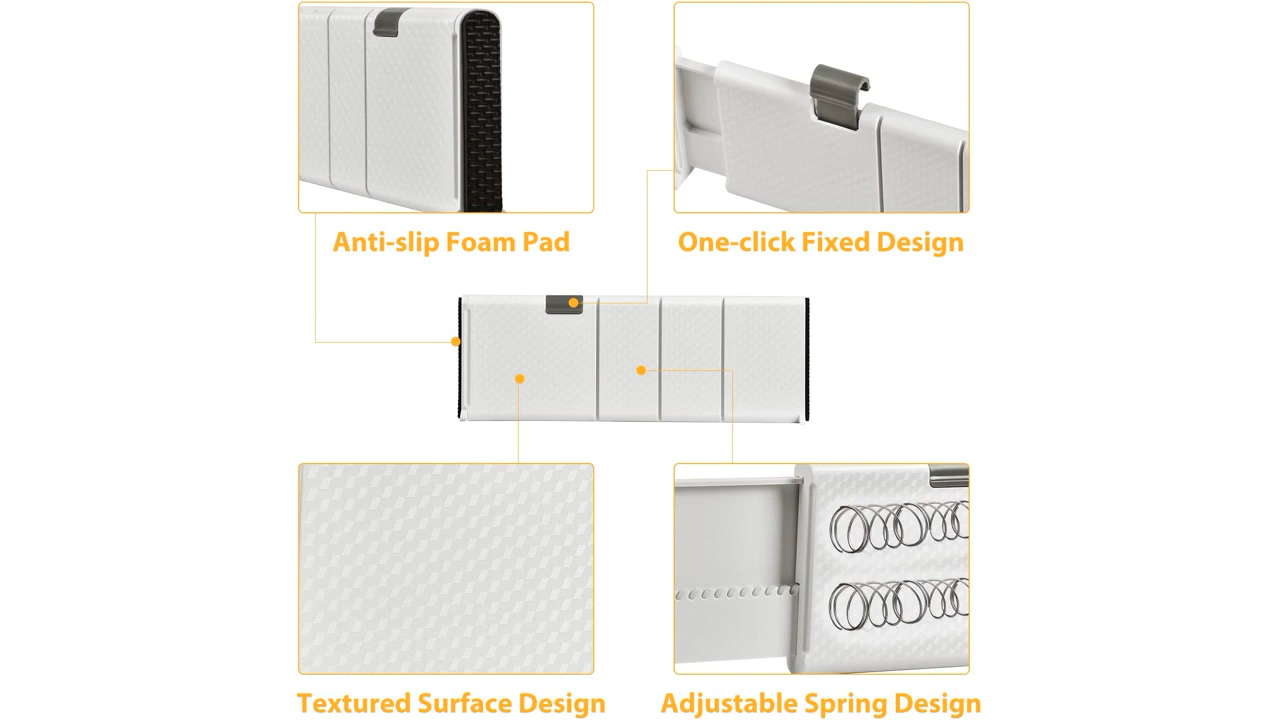 Anti-slip Foam Pad
One-click Fixed Design
Textured Surface Design
Adjustable Spring Design